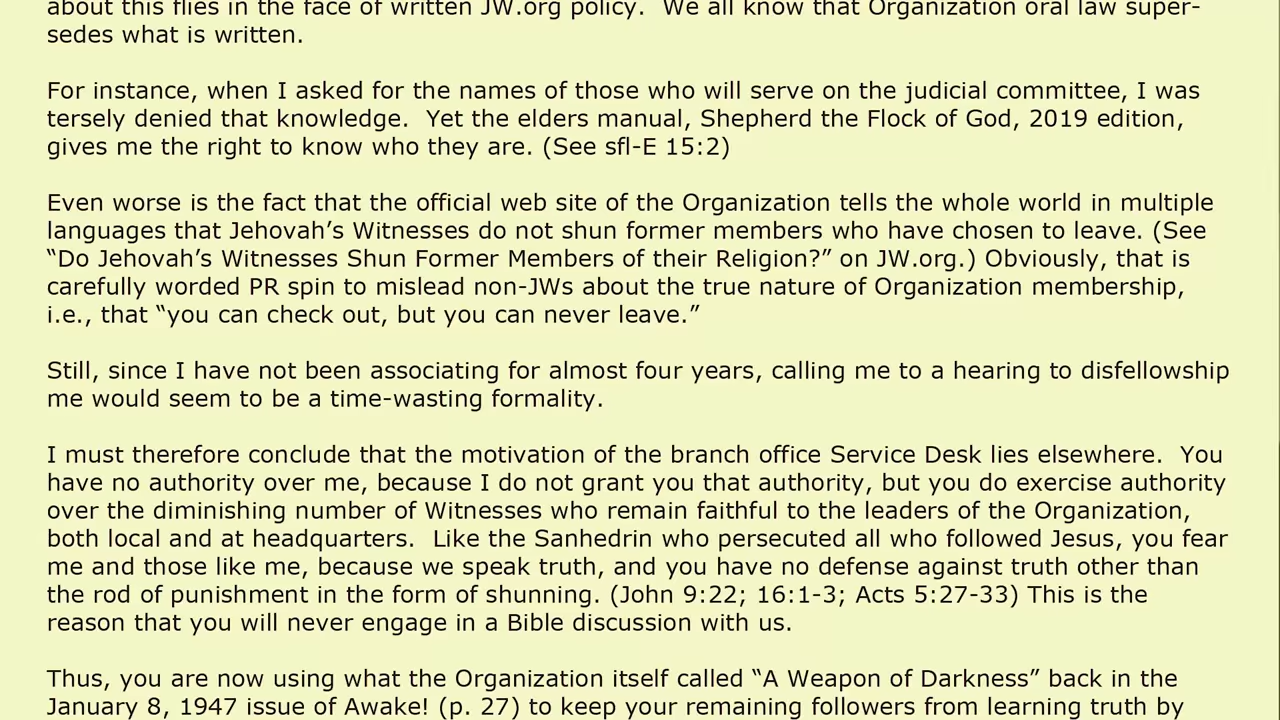 about this flies in the face of written JW.org policy.  We all know that Organization oral law super-
sedes what is written.
For instance, when I asked for the names of those who will serve on the judicial committee, I was
tersely denied that knowledge.  Yet the elders manual, Shepherd the Flock of God, 2019 edition,
gives me the right to know who they are. (See sfl-E 15:2)
Even worse is the fact that the official web site of the Organization tells the whole world in multiple
languages that Jehovah’s Witnesses do not shun former members who have chosen to leave. (See
“Do Jehovah’s Witnesses Shun Former Members of their Religion?” on JW.org.) Obviously, that is
carefully worded PR spin to mislead non-JWs about the true nature of Organization membership,
i.e., that “you can check out, but you can never leave.”
Still, since I have not been associating for almost four years, calling me to a hearing to disfellowship
me would seem to be a time-wasting formality.
I must therefore conclude that the motivation of the branch office Service Desk lies elsewhere.  You
have no authority over me, because I do not grant you that authority, but you do exercise authority
over the diminishing number of Witnesses who remain faithful to the leaders of the Organization,
both local and at headquarters.  Like the Sanhedrin who persecuted all who followed Jesus, you fear
me and those like me, because we speak truth, and you have no defense against truth other than
the rod of punishment in the form of shunning. (John 9:22; 16:1-3; Acts 5:27-33) This is the
reason that you will never engage in a Bible discussion with us.
Thus, you are now using what the Organization itself called “A Weapon of Darkness” back in the
January 8, 1947 issue of Awake! (p. 27) to keep your remaining followers from learning truth by